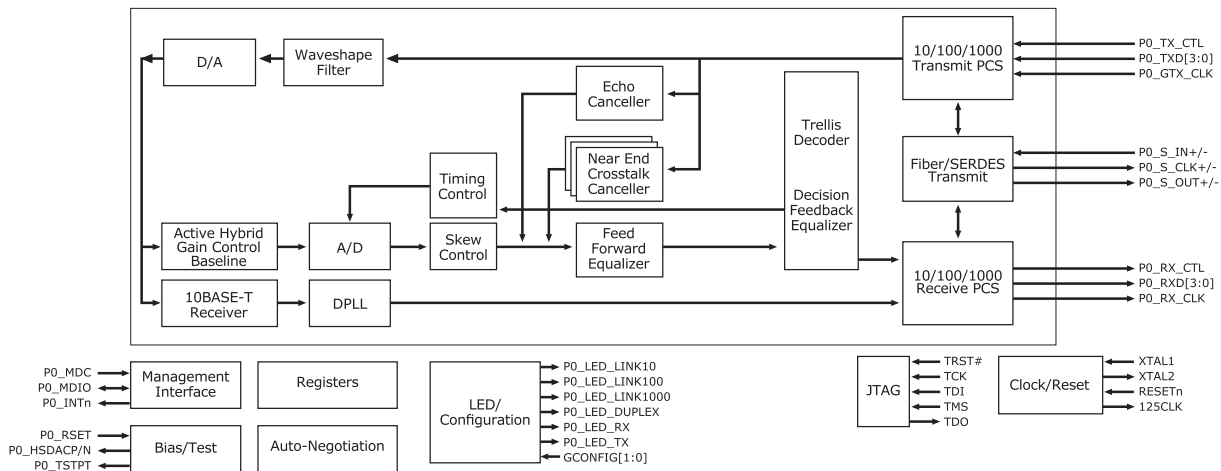 D/A
Waveshape
Filter
10/100/1000
Transmit PCS
P0_TX_CTL
P0_TXD[3:0]
P0_GTX_CLK
Echo
Canceller
Trellis
Decoder
Near End
Crosstalk
Canceller
Fiber/SERDES
Transmit
P0_S_IN+/-
P0_S_CLK+/-
P0_S_OUT+/-
Timing
Control
Decision
Feedback
Equalizer
Active Hybrid
Gain Control
Baseline
A/D
Skew
Control
Feed
Forward
Equalizer
10/100/1000
Receive PCS
P0_RX_CTL
P0_RXD[3:0]
P0_RX_CLK
10BASE-T
Receiver
DPLL
P0_MDC
P0_MDIO
P0_INTn
Management
Interface
Registers
LED/
Configuration
P0_LED_LINK10
P0_LED_LINK100
P0_LED_LINK1000
P0_LED_DUPLEX
P0_LED_RX
P0_LED_TX
GCONFIG[1:0]
JTAG
TRST#
TCK
TDI
TMS
TDO
Clock/Reset
XTAL1
XTAL2
RESETn
125CLK
P0_RSET
P0_HSDACP/N
P0_TSTPT
Bias/Test
Auto-Negotiation